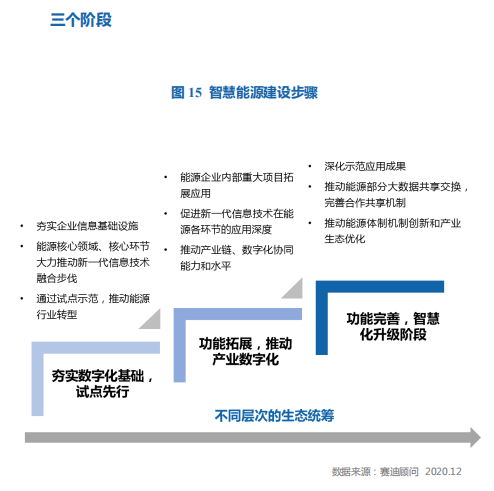 三个阶段
图 15 智慧能源建设步骤
• 夯实企业信息基础设施
• 能源核心领域、核心环节
大力推动新一代信息技术
融合步伐
• 通过试点示范，推动能源
行业转型
夯实数字化基础，
试点先行
• 能源企业内部重大项目拓
展应用
• 促进新一代信息技术在能
源各环节的应用深度
• 推动产业链、数字化协同
能力和水平
功能拓展，推动
产业数字化
• 深化示范应用成果
• 推动能源部分大数据共享交换，
完善合作共享机制
• 推动能源体制机制创新和产业
生态优化
功能完善，智慧
化升级阶段
不同层次的生态统筹
数据来源：赛迪顾问 2020.12